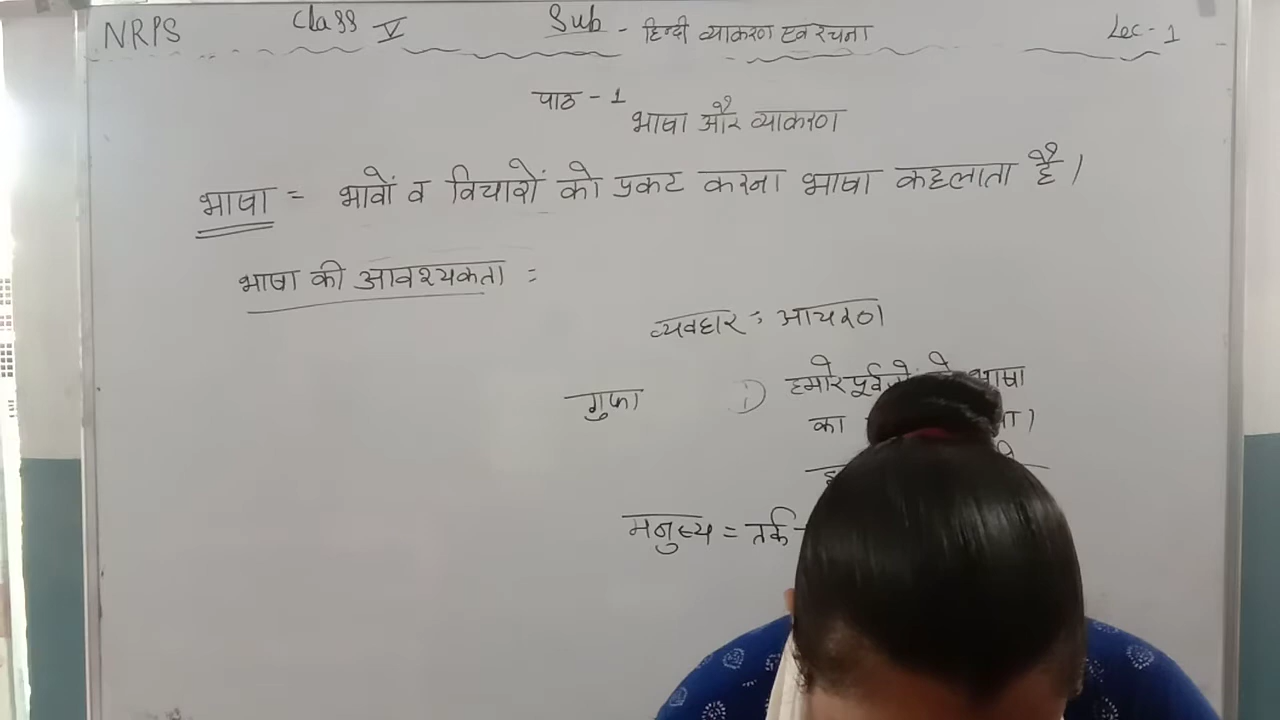 NRPS Class V Sub - हिन्दी व्याकरण एवं रचना Lec - 1
पाठ - 1
भाषा और व्याकरण
भाषा = भावों व विचारों को प्रकट करना भाषा कहलाता है।
भाषा की आवश्यकता =
व्यवहार = आचरण
गुफा 1) हमारे भाषा
का
मनुष्य = तर्क